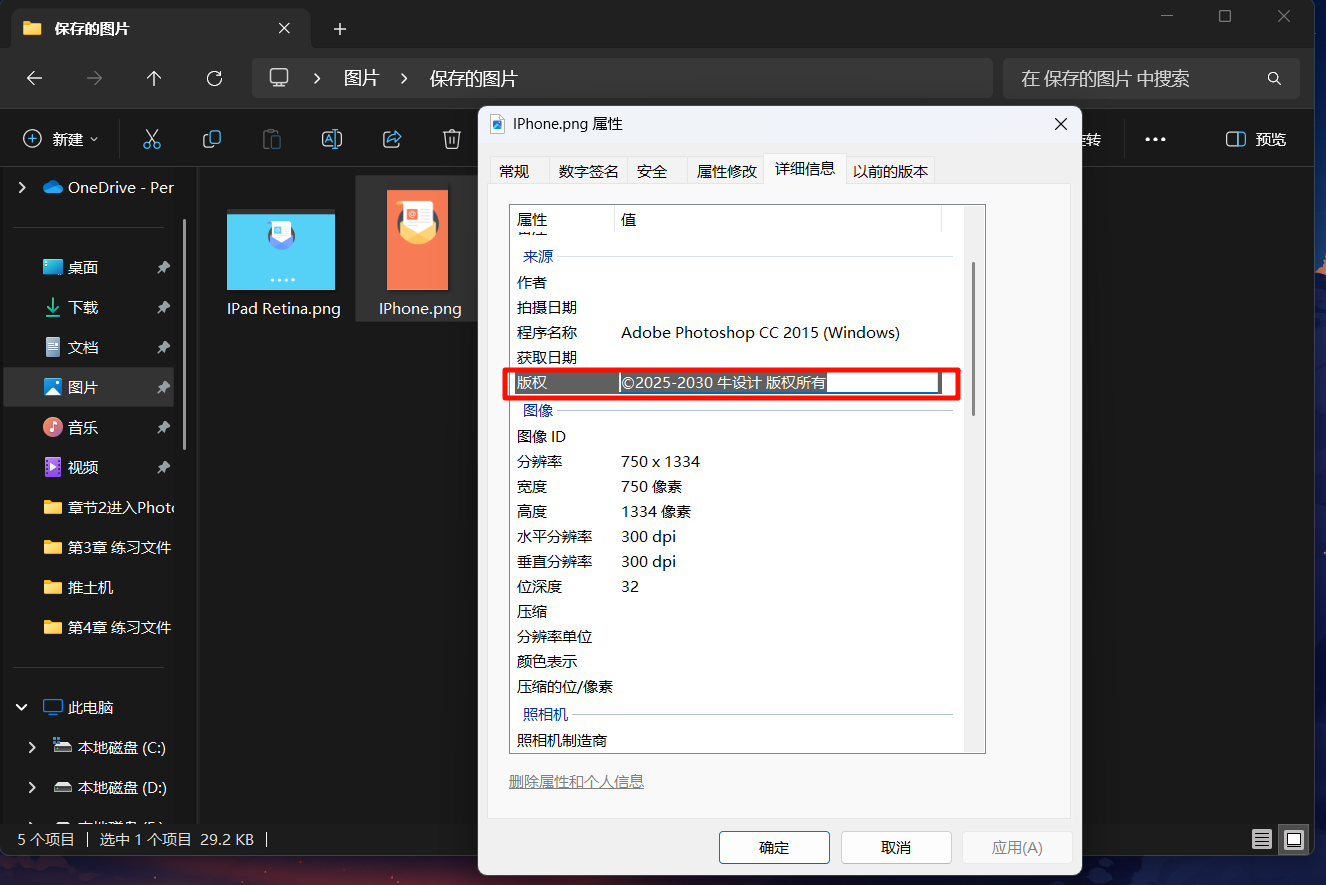 保存的图片
图片
保存的图片
在 保存的图片 中搜索
新建
转
预览
OneDrive - Per
桌面
下载
文档
图片
音乐
视频
章节2进入Photo
第3章 练习文件
推土机
第4章 练习文件
此电脑
本地磁盘 (C:)
本地磁盘 (D:)
IPad Retina.png
IPhone.png
5 个项目
选中 1 个项目 29.2 KB
IPhone.png 属性
常规 数字签名 安全 属性修改 详细信息 以前的版本
属性 值
来源
作者
拍摄日期
程序名称 Adobe Photoshop CC 2015 (Windows)
获取日期
版权 ©2025-2030 牛设计 版权所有
图像
图像 ID
分辨率 750 x 1334
宽度 750 像素
高度 1334 像素
水平分辨率 300 dpi
垂直分辨率 300 dpi
位深度 32
压缩
分辨率单位
颜色表示
压缩的位/像素
照相机
照相机制造商
删除属性和个人信息
确定 取消 应用(A)